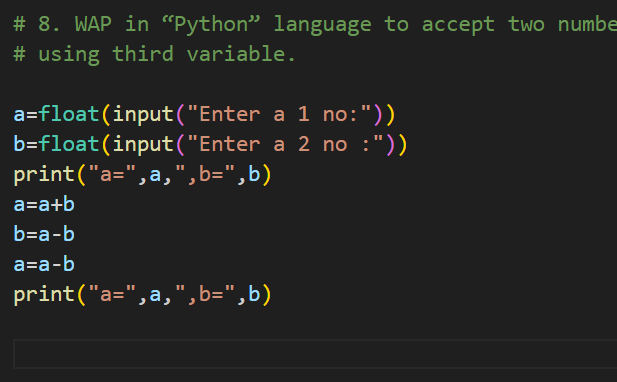 # 8. WAP in “Python” language to accept two
# using third variable.
a=float(input("Enter a 1 no:"))
b=float(input("Enter a 2 no :"))
print("a=",a,",b=",b)
a=a+b
b=a-b
a=a-b
print("a=",a,",b=",b)